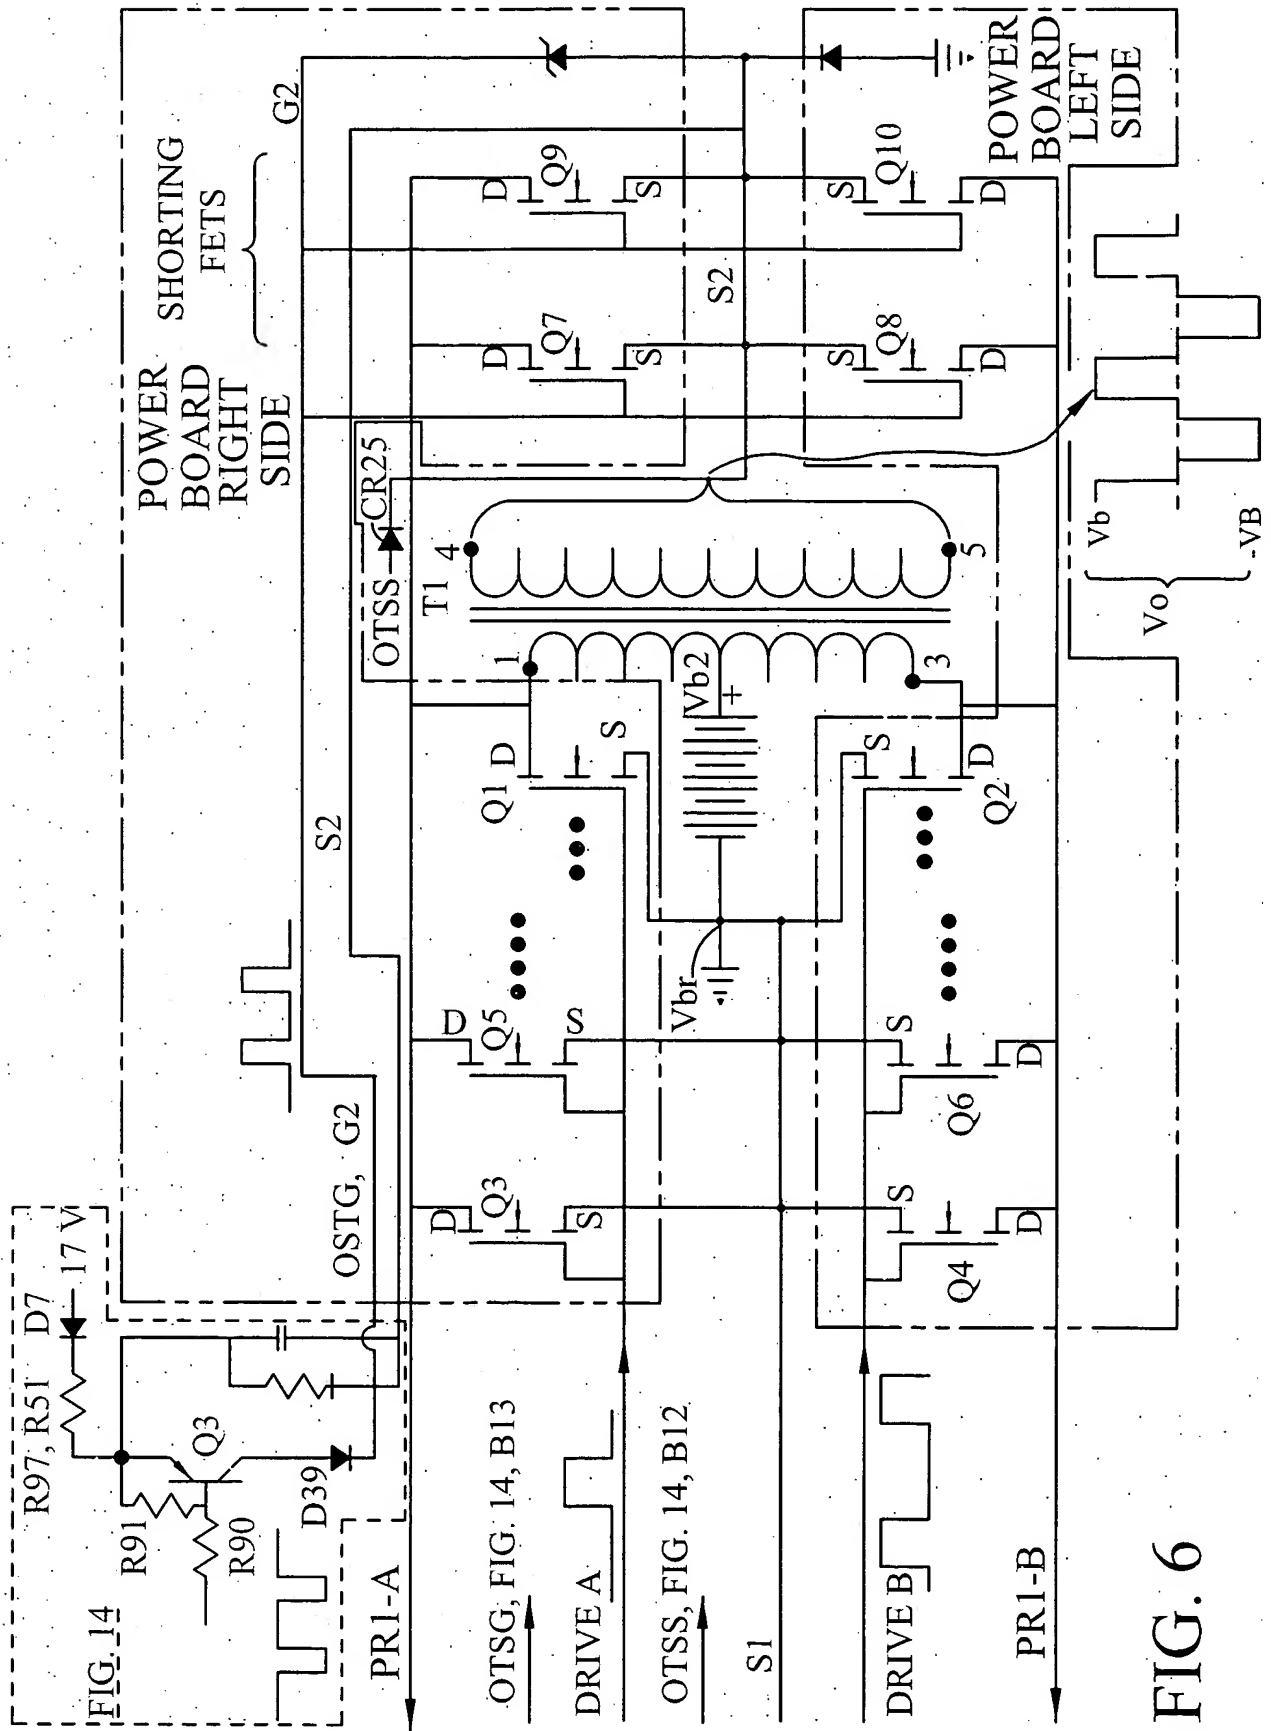 FIG. 14
R97, R51
D7
17 V
R91
Q3
R90
D39
OSTG, G2
S2
G2
POWER
BOARD
RIGHT
SIDE
SHORTING
FETS
PR1-A
OTSG, FIG. 14, B13
DRIVE A
OTSS, FIG. 14, B12
S1
DRIVE B
PR1-B
D
Q3
S
D
Q5
S
Q1
D
S
OTSS
CR25
T1
1
4
3
5
Vb2
+
Vbr
D
Q7
S
D
Q9
S
S2
S
Q4
D
S
Q6
D
S
Q2
D
S
Q8
D
S
Q10
D
POWER
BOARD
LEFT
SIDE
Vo
Vb
-VB
FIG. 6